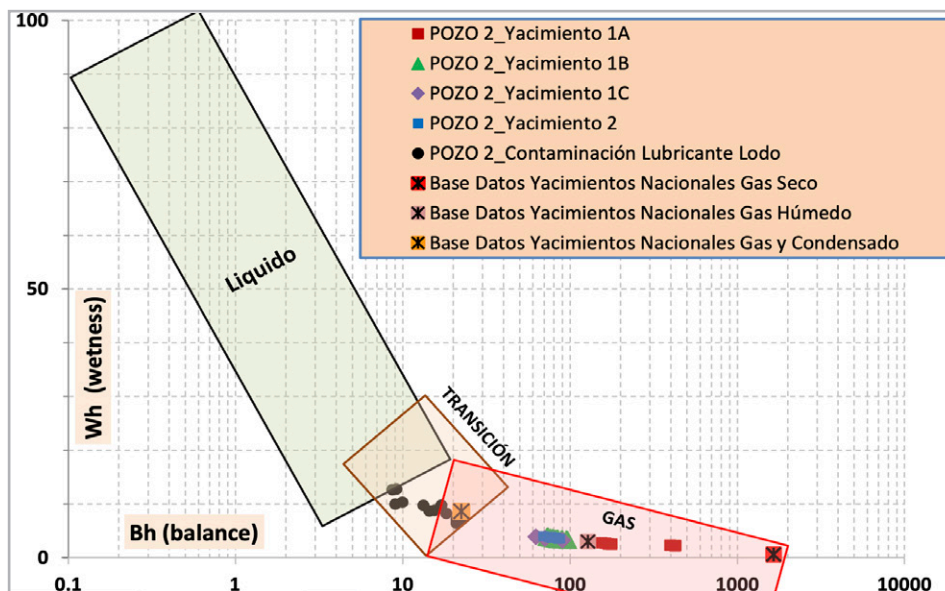 100
POZO 2_Yacimiento 1A
POZO 2_Yacimiento 1B
POZO 2_Yacimiento 1C
POZO 2_Yacimiento 2
POZO 2_Contaminación Lubricante Lodo
Base Datos Yacimientos Nacionales Gas Seco
Base Datos Yacimientos Nacionales Gas Húmedo
Base Datos Yacimientos Nacionales Gas y Condensado
Liquido
50
Wh (wetness)
TRANSICIÓN
GAS
Bh (balance)
0
0.1 1 10 100 1000 10000